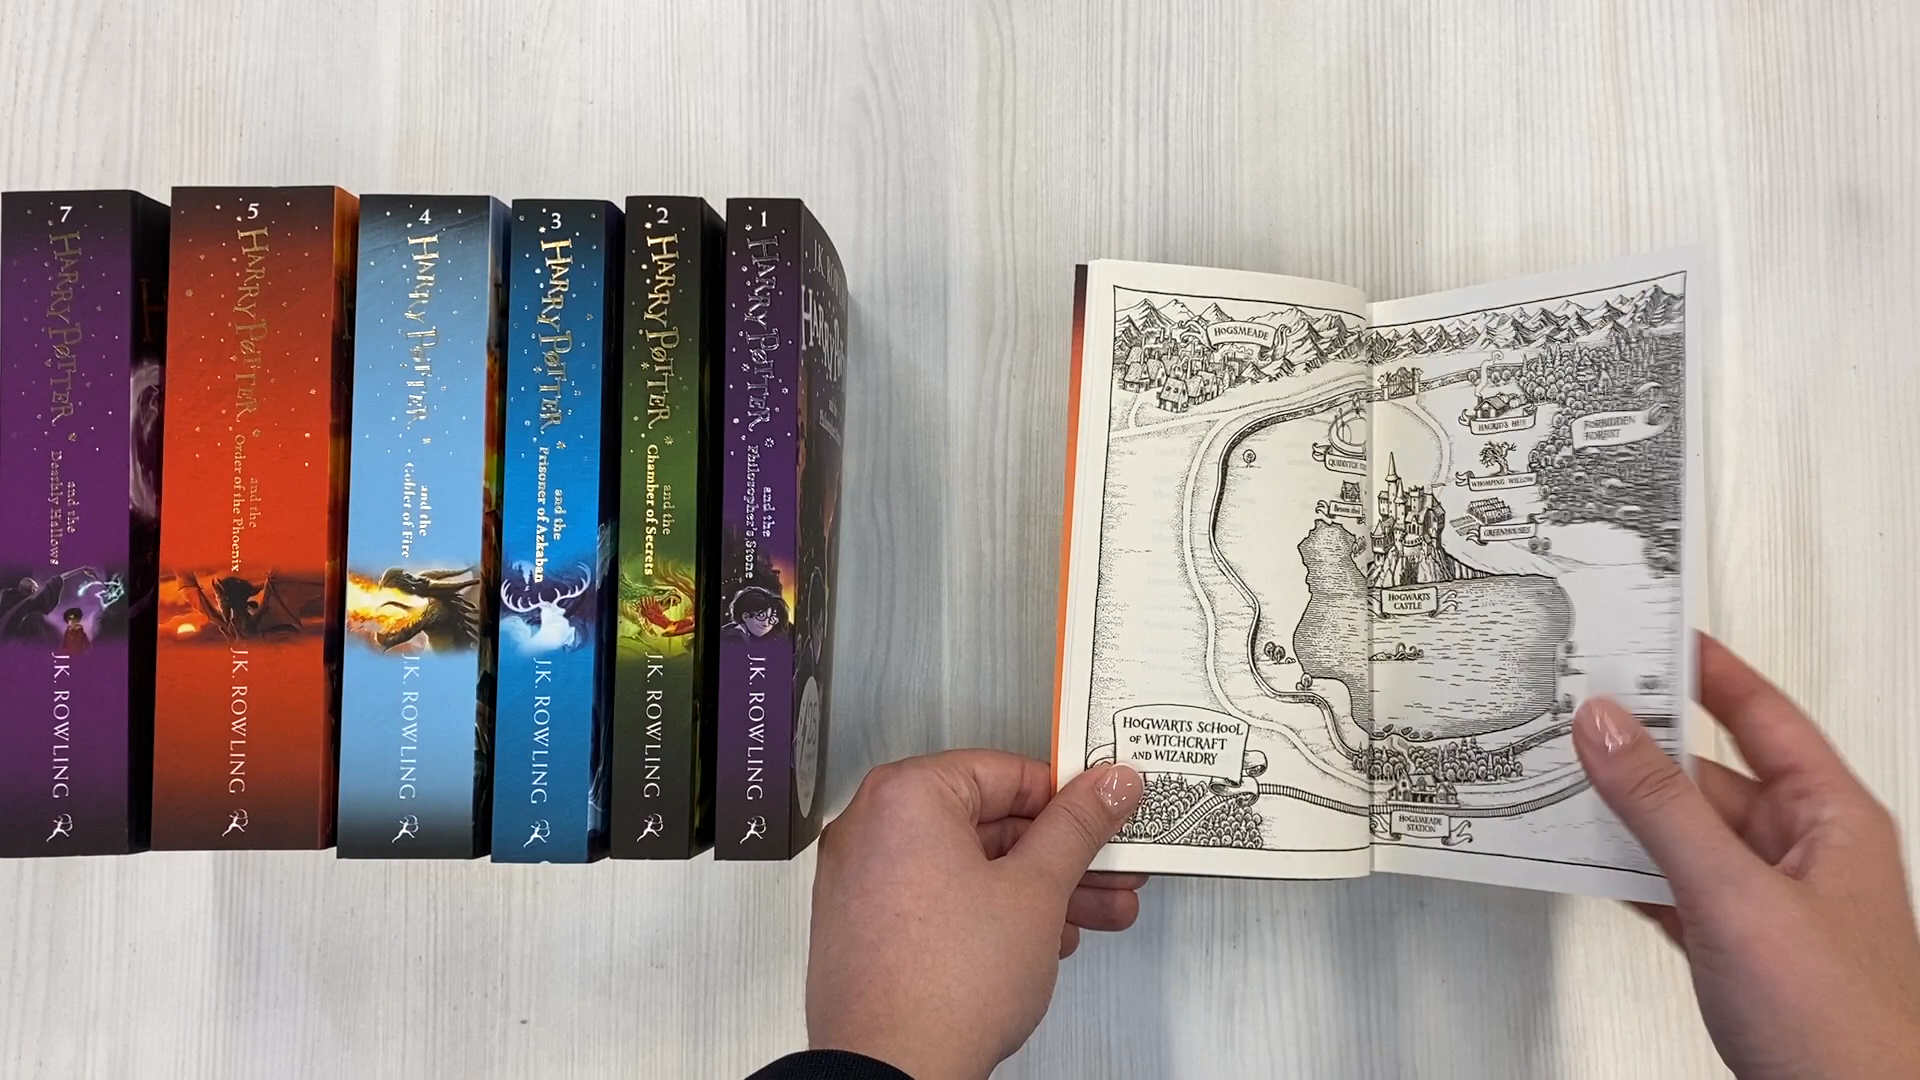 7
HARRY POTTER
and the
Deathly Hallows
J.K. ROWLING
5
HARRY POTTER
and the
Order of the Phoenix
J.K. ROWLING
4
HARRY POTTER
and the
Goblet of Fire
J.K. ROWLING
3
HARRY POTTER
and the
Prisoner of Azkaban
J.K. ROWLING
2
HARRY POTTER
and the
Chamber of Secrets
J.K. ROWLING
1
HARRY POTTER
and the
Philosopher's Stone
J.K. ROWLING
HOGSMEADE
HAGRID'S HUT
FORBIDDEN
FOREST
QUIDDITCH
WHOMPING WILLOW
GREENHOUSES
HOGWARTS
CASTLE
HOGWARTS SCHOOL
OF WITCHCRAFT
AND WIZARDRY
HOGSMEADE
STATION